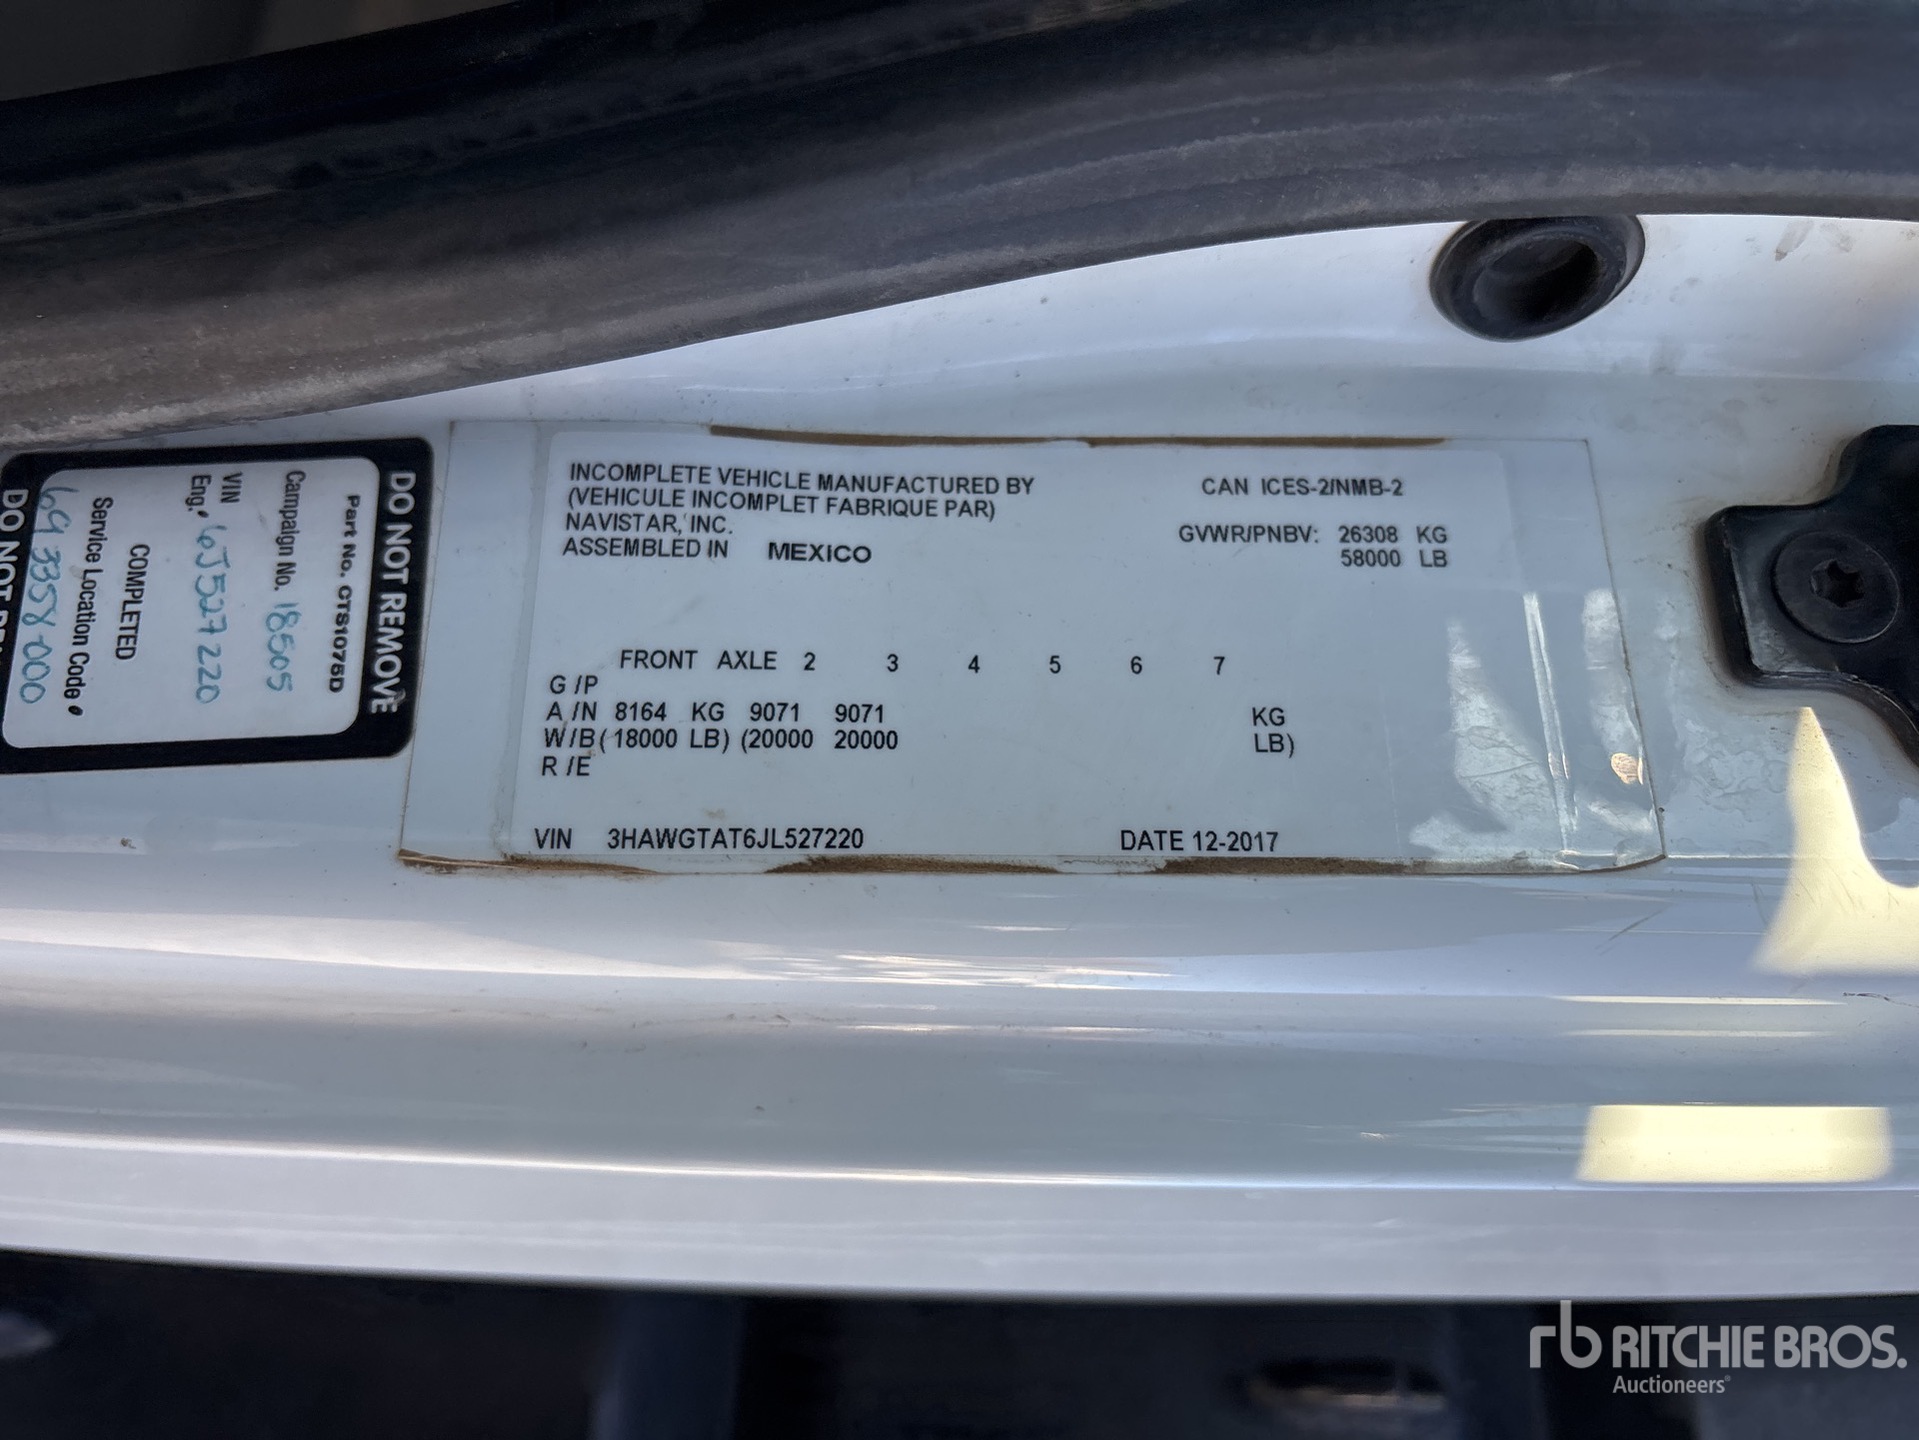 DO NOT REMOVE
Part No. CTS1075D
Campaign No. 18505
VIN
Eng. 6J527220
COMPLETED
Service Location Code
693358-000
DO NOT
INCOMPLETE VEHICLE MANUFACTURED BY
(VEHICULE INCOMPLET FABRIQUE PAR)
NAVISTAR, INC.
ASSEMBLED IN MEXICO
CAN ICES-2/NMB-2
GVWR/PNBV: 26308 KG
58000 LB
FRONT AXLE 2 3 4 5 6 7
G /P
A /N 8164 KG 9071 9071 KG
W/B ( 18000 LB) (20000 20000 LB)
R /E
VIN 3HAWGTAT6JL527220 DATE 12-2017
rb RITCHIE BROS.
Auctioneers®